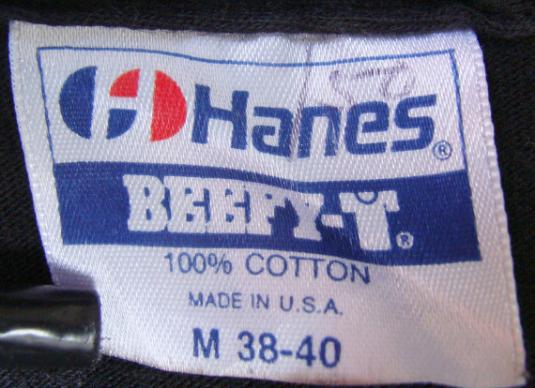 Hanes®
BEEFY-T®
100% COTTON
MADE IN U.S.A.
M 38-40